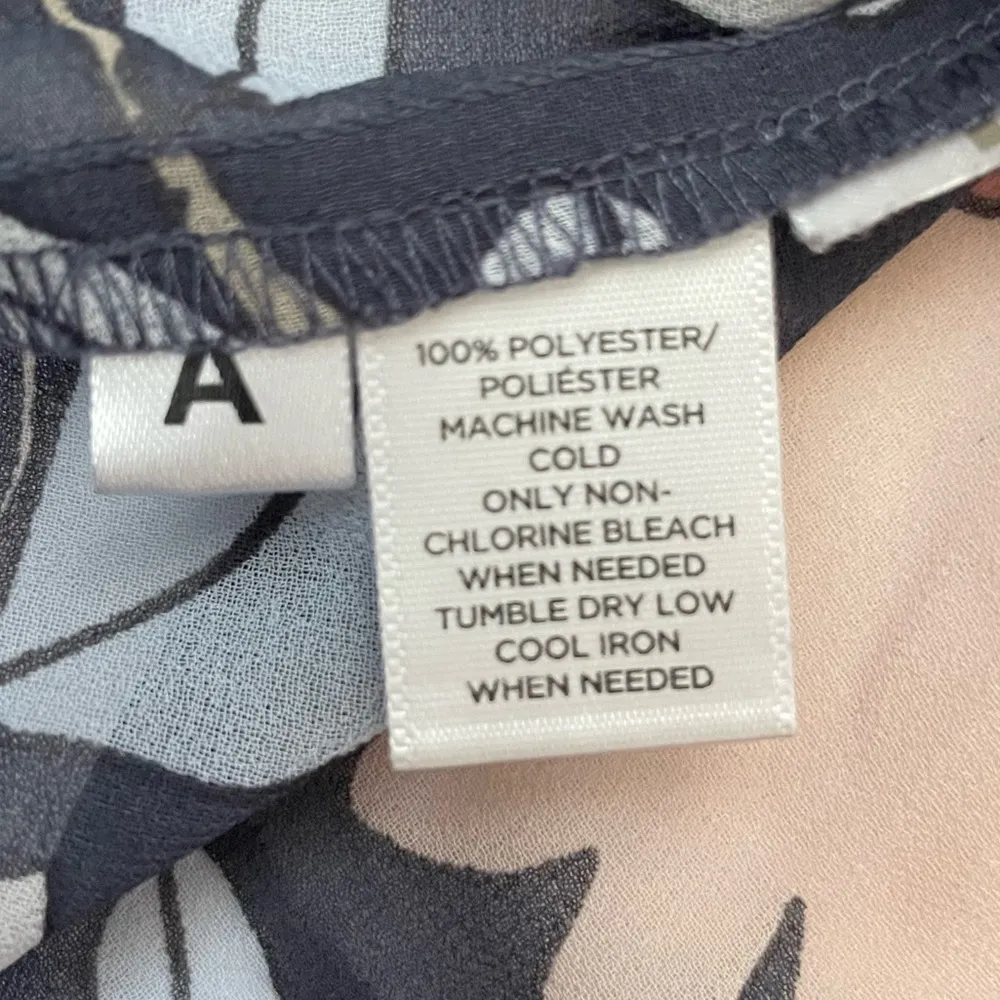 A
100% POLYESTER/
POLIÉSTER
MACHINE WASH
COLD
ONLY NON-
CHLORINE BLEACH
WHEN NEEDED
TUMBLE DRY LOW
COOL IRON
WHEN NEEDED